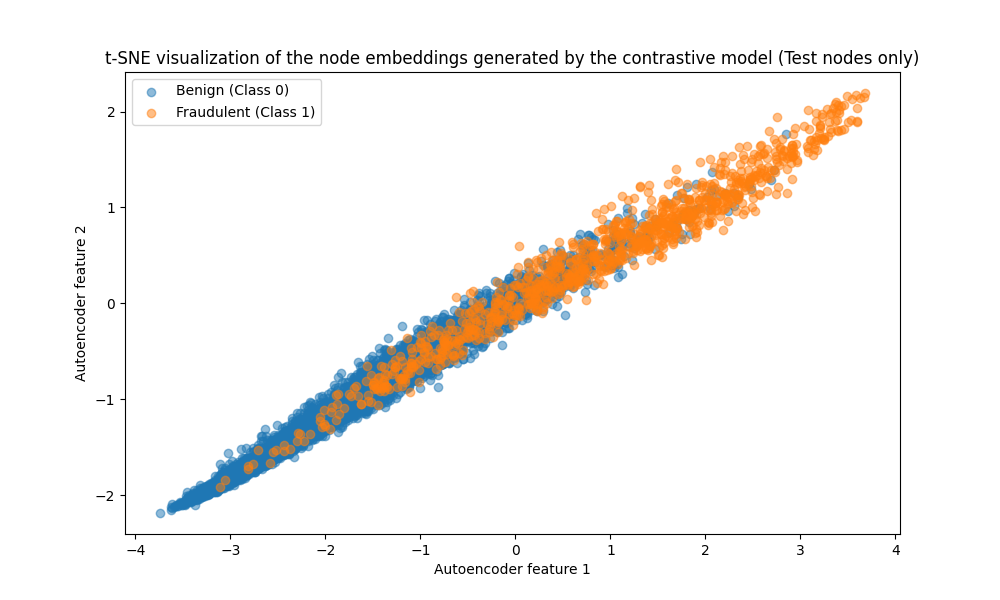 t-SNE visualization of the node embeddings generated by the contrastive model (Test nodes only)
Benign (Class 0)
Fraudulent (Class 1)
Autoencoder feature 2
2
1
0
−1
−2
−4
−3
−2
−1
0
1
2
3
4
Autoencoder feature 1